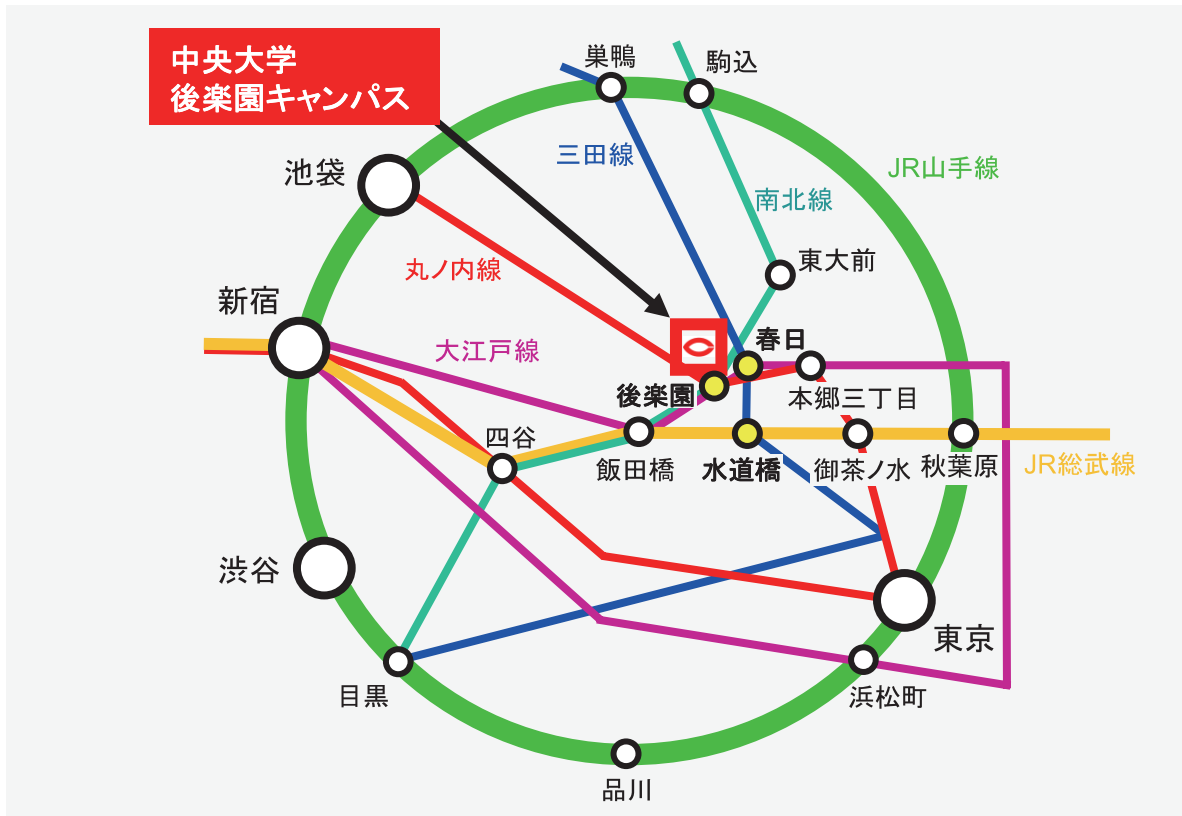 中央大学
後楽園キャンパス
巣鴨
駒込
三田線
JR山手線
池袋
南北線
丸ノ内線
東大前
新宿
大江戸線
春日
後楽園
本郷三丁目
四谷
飯田橋
水道橋
御茶ノ水
秋葉原
JR総武線
渋谷
東京
目黒
浜松町
品川